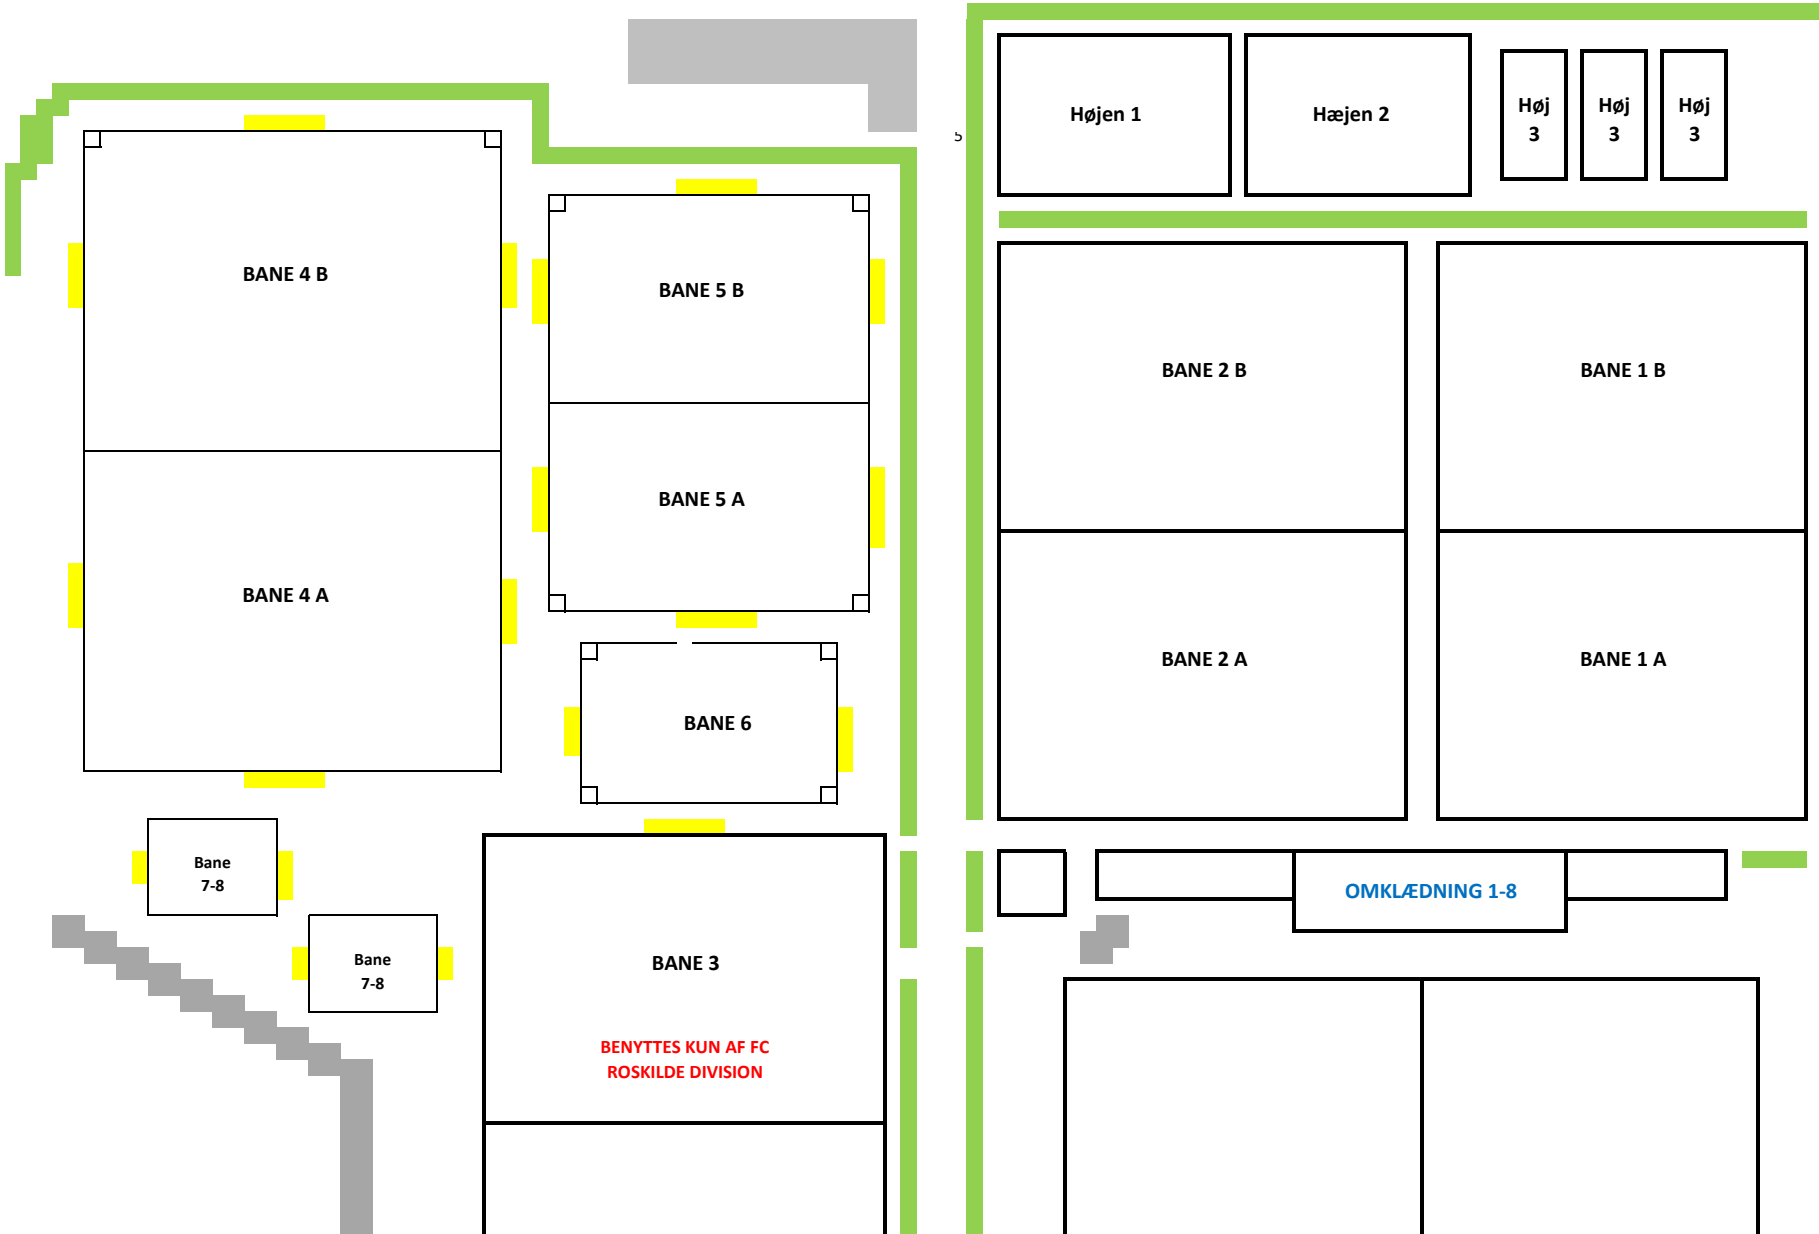 Højen 1
Hæjen 2
Høj
3
Høj
3
Høj
3
5
BANE 4 B
BANE 5 B
BANE 2 B
BANE 1 B
BANE 5 A
BANE 4 A
BANE 2 A
BANE 1 A
BANE 6
Bane
7-8
OMKLÆDNING 1-8
Bane
7-8
BANE 3
BENYTTES KUN AF FC
ROSKILDE DIVISION